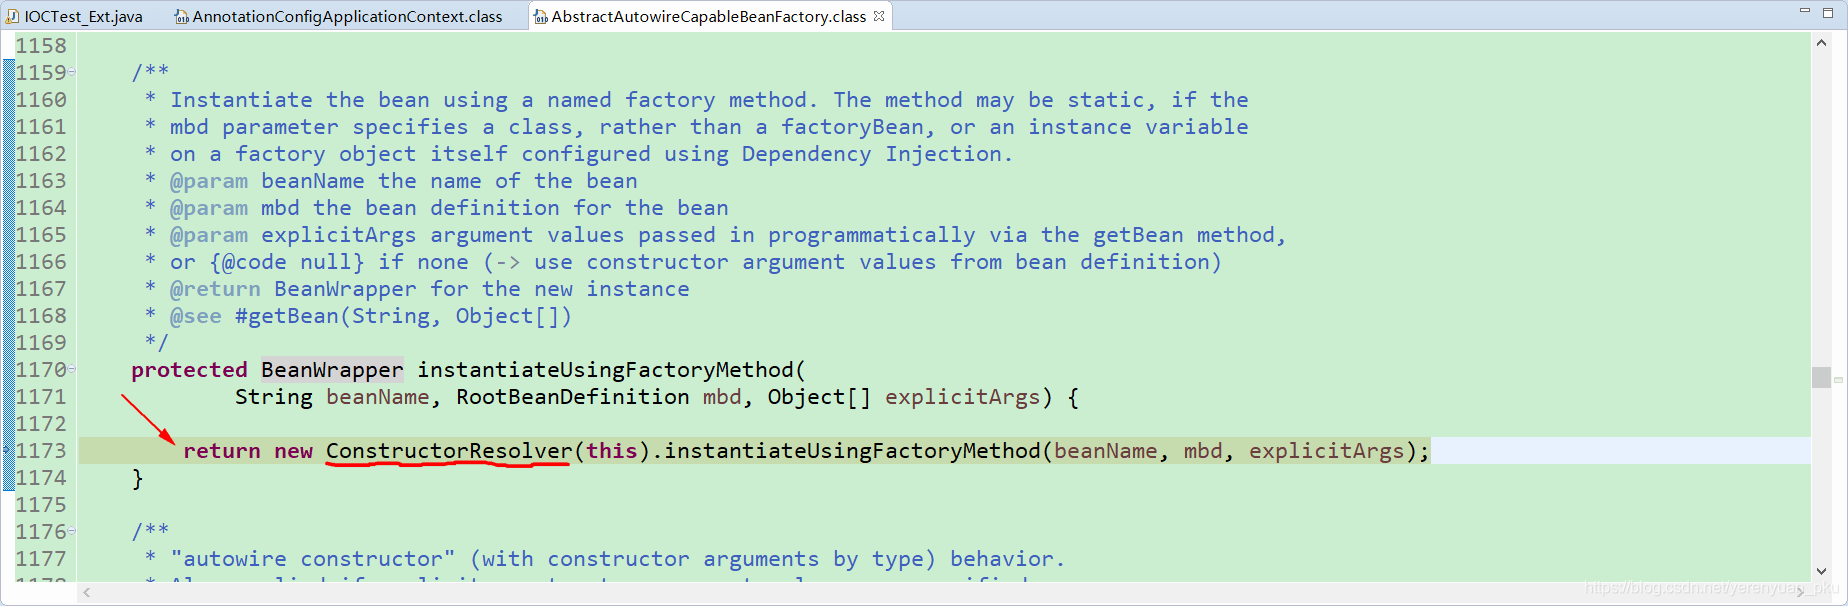 IOCTest_Ext.java AnnotationConfigApplicationContext.class AbstractAutowireCapableBeanFactory.class
1158
1159 /**
1160 * Instantiate the bean using a named factory method. The method may be static, if the
1161 * mbd parameter specifies a class, rather than a factoryBean, or an instance variable
1162 * on a factory object itself configured using Dependency Injection.
1163 * @param beanName the name of the bean
1164 * @param mbd the bean definition for the bean
1165 * @param explicitArgs argument values passed in programmatically via the getBean method,
1166 * or {@code null} if none (-> use constructor argument values from bean definition)
1167 * @return BeanWrapper for the new instance
1168 * @see #getBean(String, Object[])
1169 */
1170 protected BeanWrapper instantiateUsingFactoryMethod(
1171 String beanName, RootBeanDefinition mbd, Object[] explicitArgs) {
1172
1173 return new ConstructorResolver(this).instantiateUsingFactoryMethod(beanName, mbd, explicitArgs);
1174 }
1175
1176 /**
1177 * "autowire constructor" (with constructor arguments by type) behavior.
https://blog.csdn.net/yerenyuan_pku